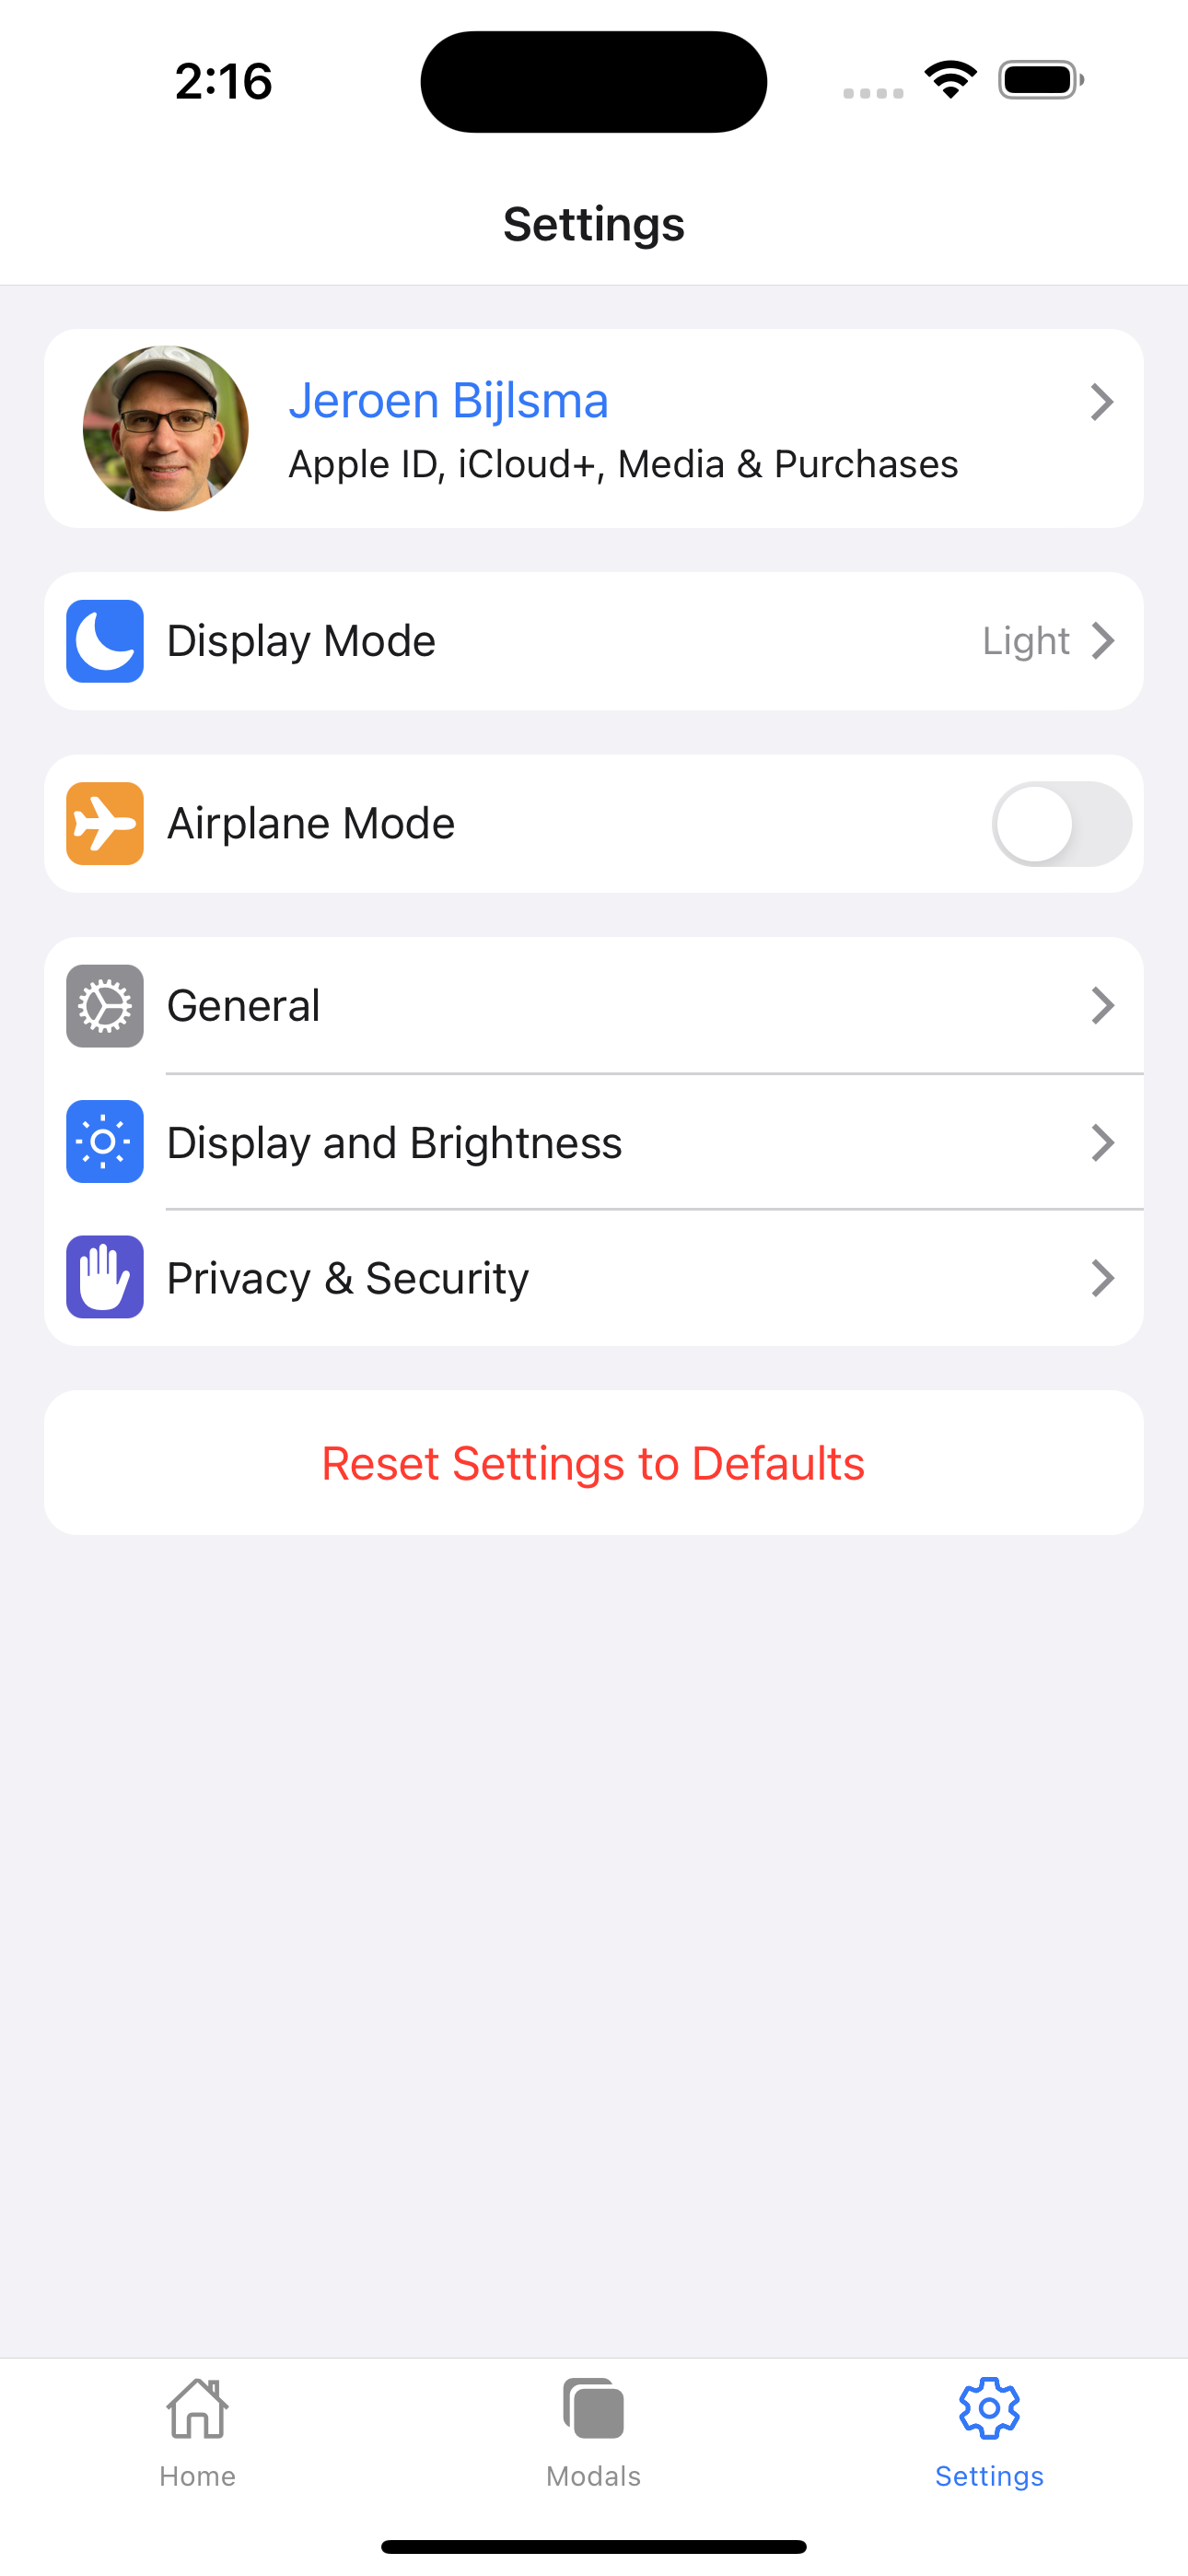 2:16
Settings
Jeroen Bijlsma
Apple ID, iCloud+, Media & Purchases
Display Mode Light
Airplane Mode
General
Display and Brightness
Privacy & Security
Reset Settings to Defaults
Home Modals Settings